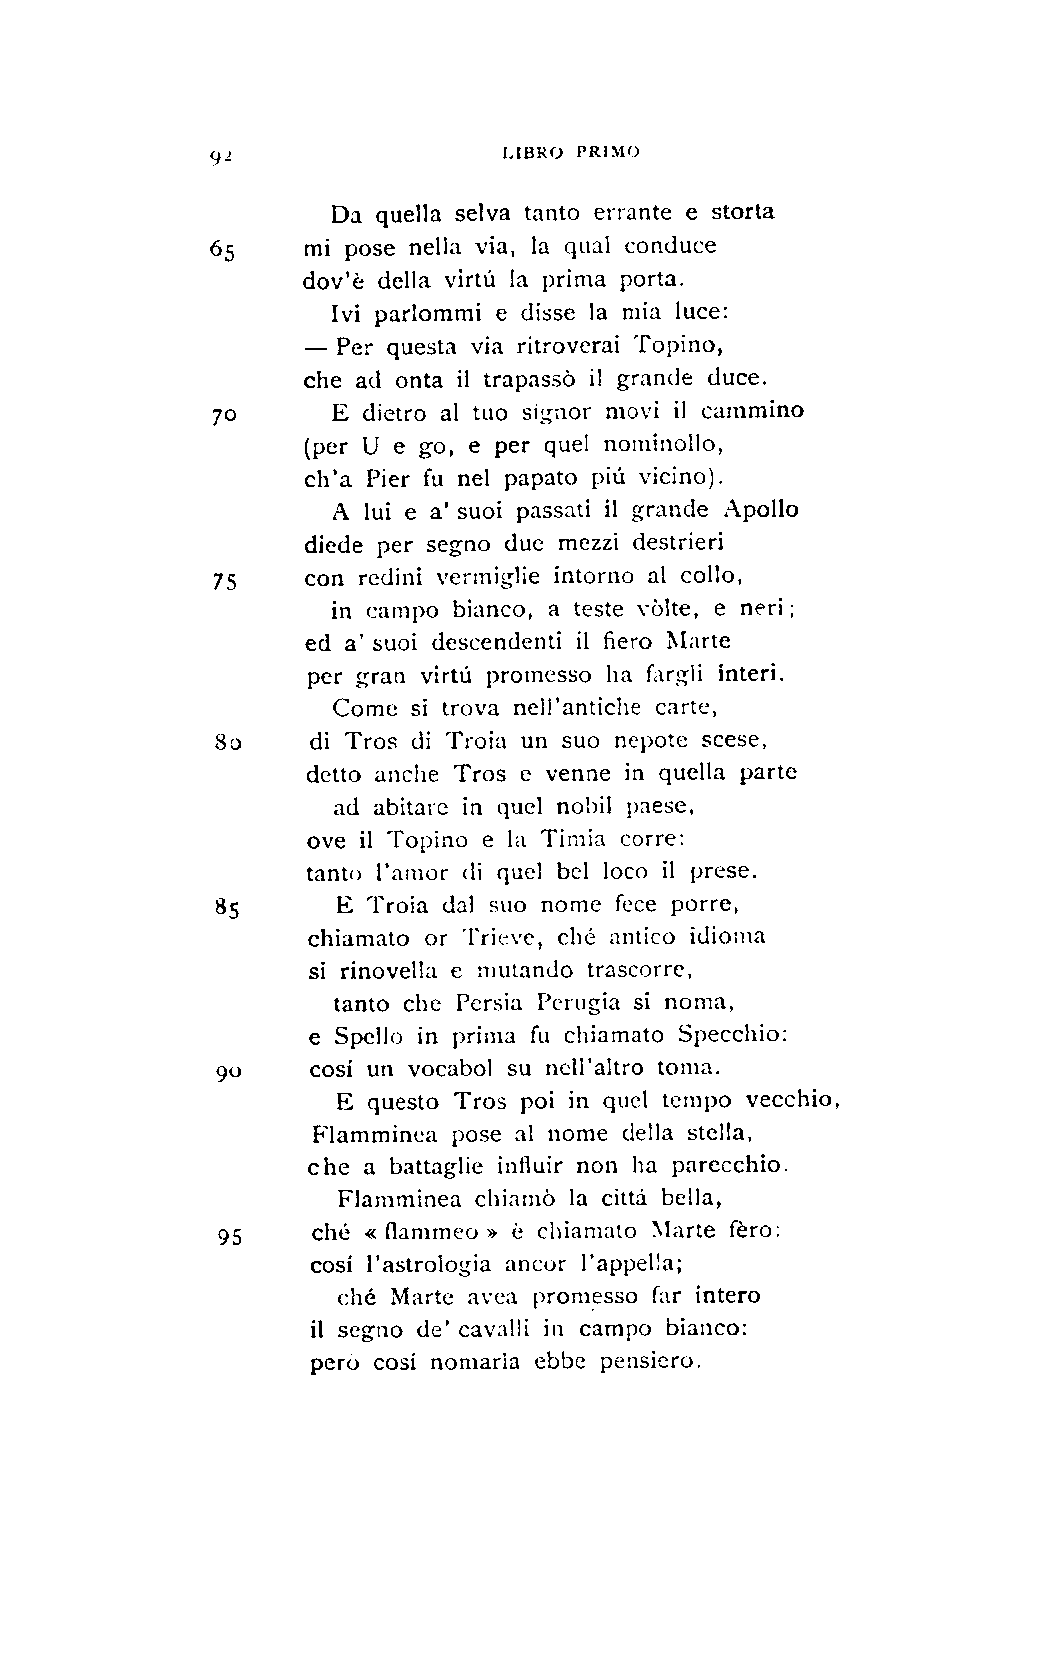 92 LIBRO PRIMO
Da quella selva tanto errante e storta
65 mi pose nella via, la qual conduce
dov'è della virtú la prima porta.
Ivi parlommi e disse la mia luce:
— Per questa via ritroverai Topino,
che ad onta il trapassò il grande duce.
70 E dietro al tuo signor movi il cammino
(per U e go, e per quel nominollo,
ch'a Pier fu nel papato piú vicino).
A lui e a' suoi passati il grande Apollo
diede per segno due mezzi destrieri
75 con redini vermiglie intorno al collo,
in campo bianco, a teste vòlte, e neri;
ed a' suoi descendenti il fiero Marte
per gran virtú promesso ha fargli interi.
Come si trova nell'antiche carte,
80 di Tros di Troia un suo nepote scese,
detto anche Tros e venne in quella parte
ad abitare in quel nobil paese,
ove il Topino e la Timia corre:
tanto l'amor di quel bel loco il prese.
85 E Troia dal suo nome fece porre,
chiamato or Trieve, ché antico idioma
si rinovella e mutando trascorre,
tanto che Persia Perugia si noma,
e Spello in prima fu chiamato Specchio:
90 cosí un vocabol su nell'altro toma.
E questo Tros poi in quel tempo vecchio,
Flamminea pose al nome della stella,
che a battaglie influir non ha parecchio.
Flamminea chiamò la cittá bella,
95 ché « flammeo » è chiamato Marte fèro:
cosí l'astrologia ancor l'appella;
ché Marte avea promesso far intero
il segno de' cavalli in campo bianco:
però cosí nomarla ebbe pensiero.